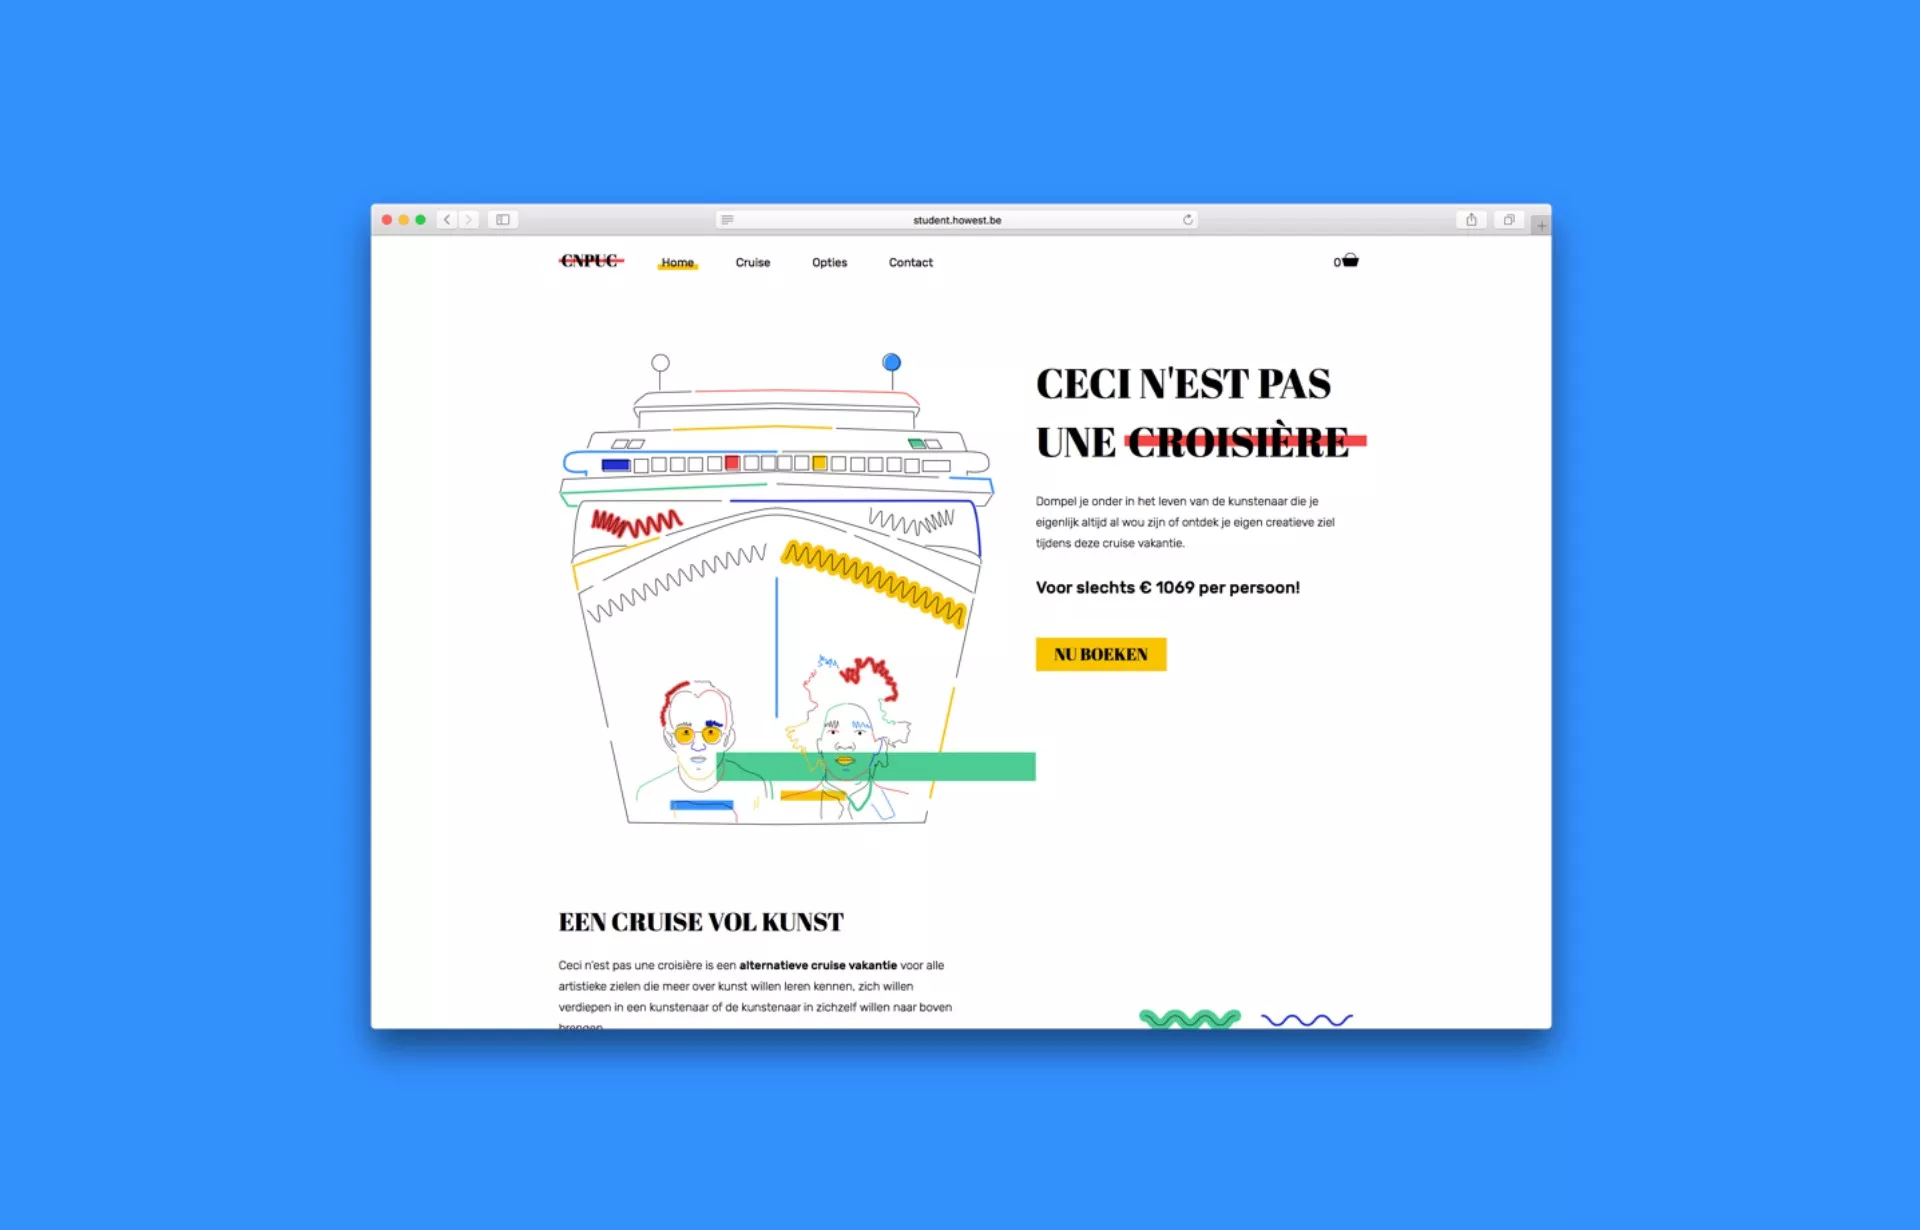 student.howest.be
CNPUC
Home
Cruise
Opties
Contact
0
CECI N'EST PAS
UNE CROISIÈRE
Dompel je onder in het leven van de kunstenaar die je
eigenlijk altijd al wou zijn of ontdek je eigen creatieve ziel
tijdens deze cruise vakantie.
Voor slechts € 1069 per persoon!
NU BOEKEN
EEN CRUISE VOL KUNST
Ceci n'est pas une croisière is een alternatieve cruise vakantie voor alle
artistieke zielen die meer over kunst willen leren kennen, zich willen
verdiepen in een kunstenaar of de kunstenaar in zichzelf willen naar boven
brengen